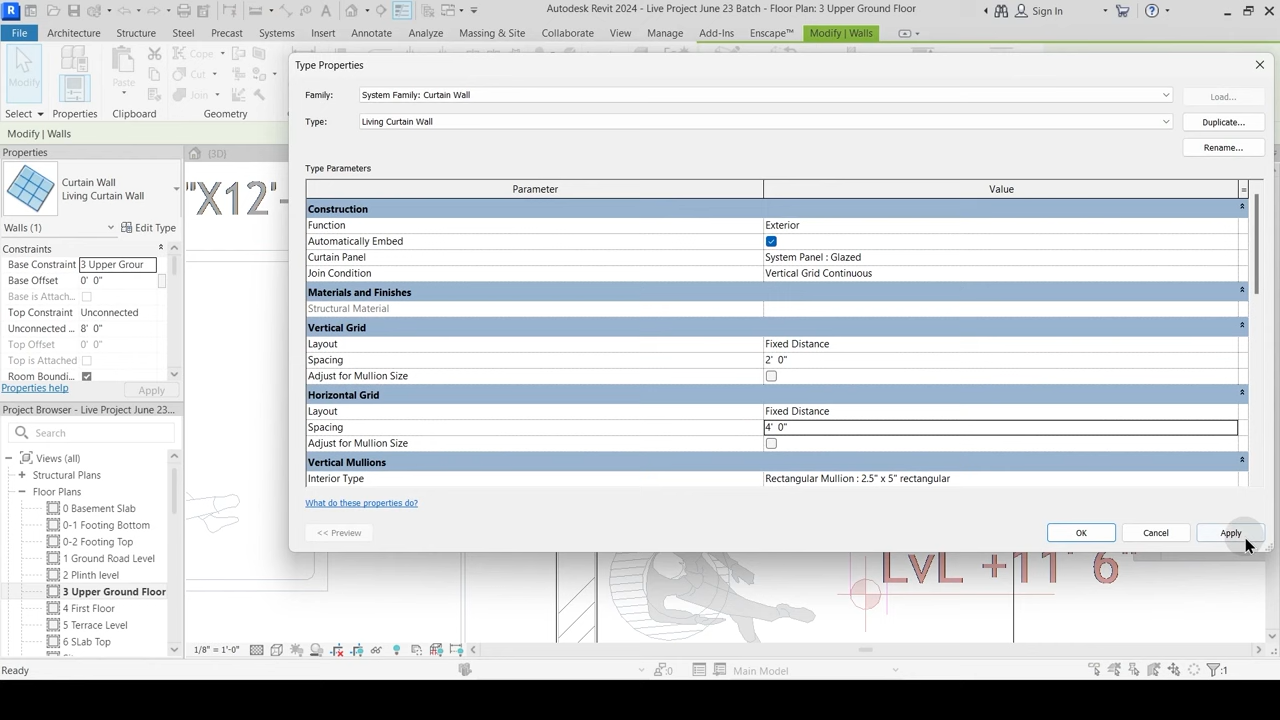 Autodesk Revit 2024 - Live Project June 23 Batch - Floor Plan: 3 Upper Ground Floor
Sign In
File Architecture Structure Steel Precast Systems Insert Annotate Analyze Massing & Site Collaborate View Manage Add-Ins Enscape™ Modify | Walls
Modify
Paste
Cope
Cut
Join
Select Properties Clipboard Geometry
Modify | Walls
Properties
Curtain Wall
Living Curtain Wall
Walls (1) Edit Type
Constraints
Base Constraint 3 Upper Grour
Base Offset 0' 0"
Base is Attach...
Top Constraint Unconnected
Unconnected ... 8' 0"
Top Offset 0' 0"
Top is Attached
Room Boundi...
Properties help Apply
Project Browser - Live Project June 23...
Search
Views (all)
Structural Plans
Floor Plans
0 Basement Slab
0-1 Footing Bottom
0-2 Footing Top
1 Ground Road Level
2 Plinth level
3 Upper Ground Floor
4 First Floor
5 Terrace Level
6 SLab Top
{3D}
"X12'-
Type Properties
Family: System Family: Curtain Wall Load...
Type: Living Curtain Wall Duplicate...
Rename...
Type Parameters
Parameter Value =
Construction
Function Exterior
Automatically Embed
Curtain Panel System Panel : Glazed
Join Condition Vertical Grid Continuous
Materials and Finishes
Structural Material
Vertical Grid
Layout Fixed Distance
Spacing 2' 0"
Adjust for Mullion Size
Horizontal Grid
Layout Fixed Distance
Spacing 4' 0"
Adjust for Mullion Size
Vertical Mullions
Interior Type Rectangular Mullion : 2.5" x 5" rectangular
What do these properties do?
<< Preview OK Cancel Apply
LvL +11' 6"
1/8" = 1'-0"
Ready :0 Main Model :1